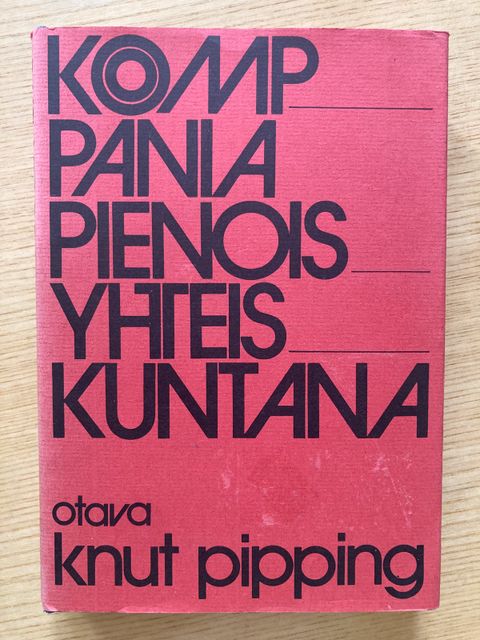 KOMP
PANIA
PIENOIS
YHTEIS
KUNTANA
otava
knut pipping